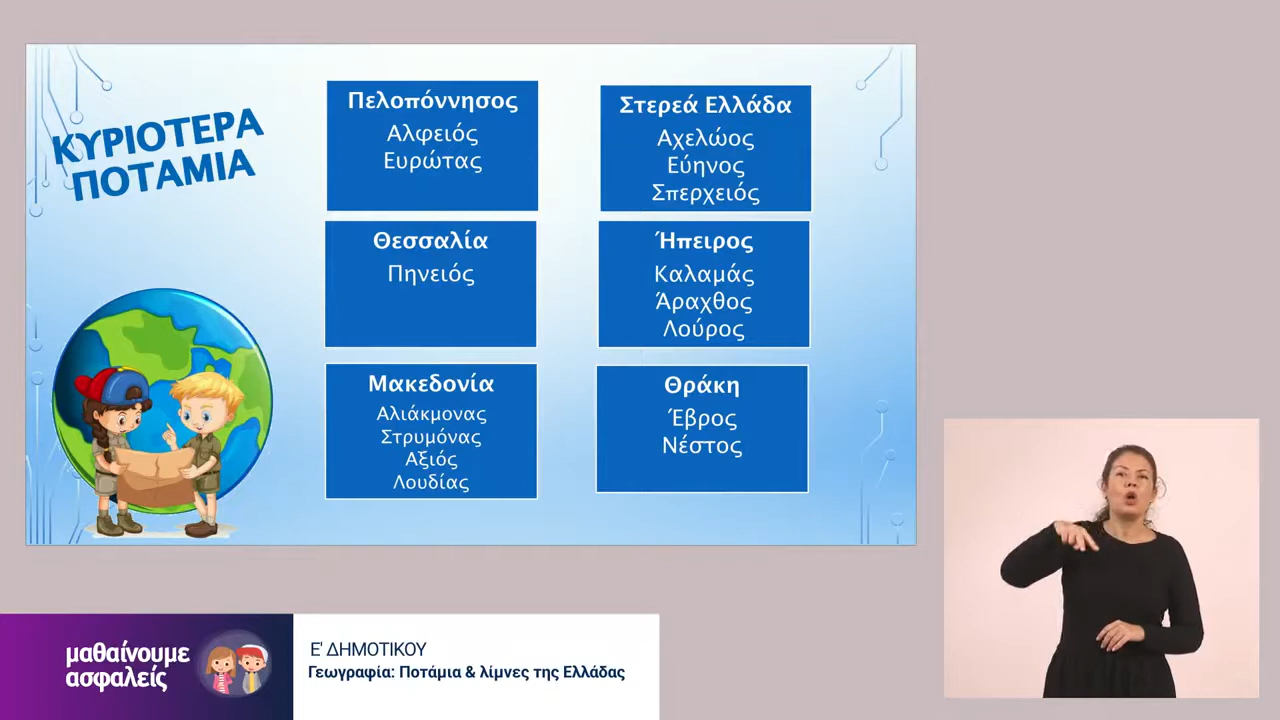 ΚΥΡΙΟΤΕΡΑ
ΠΟΤΑΜΙΑ
Πελοπόννησος
Αλφειός
Ευρώτας
Στερεά Ελλάδα
Αχελώος
Εύηνος
Σπερχειός
Θεσσαλία
Πηνειός
Ήπειρος
Καλαμάς
Άραχθος
Λούρος
Μακεδονία
Αλιάκμονας
Στρυμόνας
Αξιός
Λουδίας
Θράκη
Έβρος
Νέστος
μαθαίνουμε
ασφαλείς
Ε' ΔΗΜΟΤΙΚΟΥ
Γεωγραφία: Ποτάμια & λίμνες της Ελλάδας